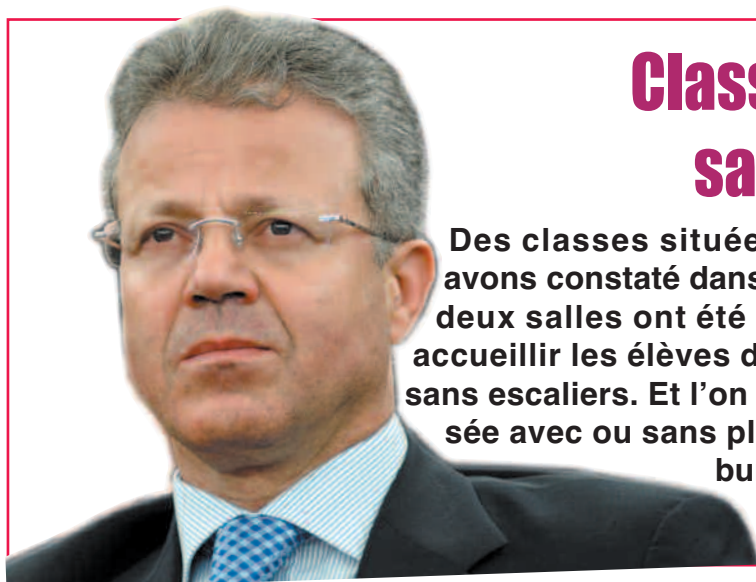 Class
sa
Des classes située
avons constaté dans
deux salles ont été
accueillir les élèves d
sans escaliers. Et l’on
sée avec ou sans pl
bu